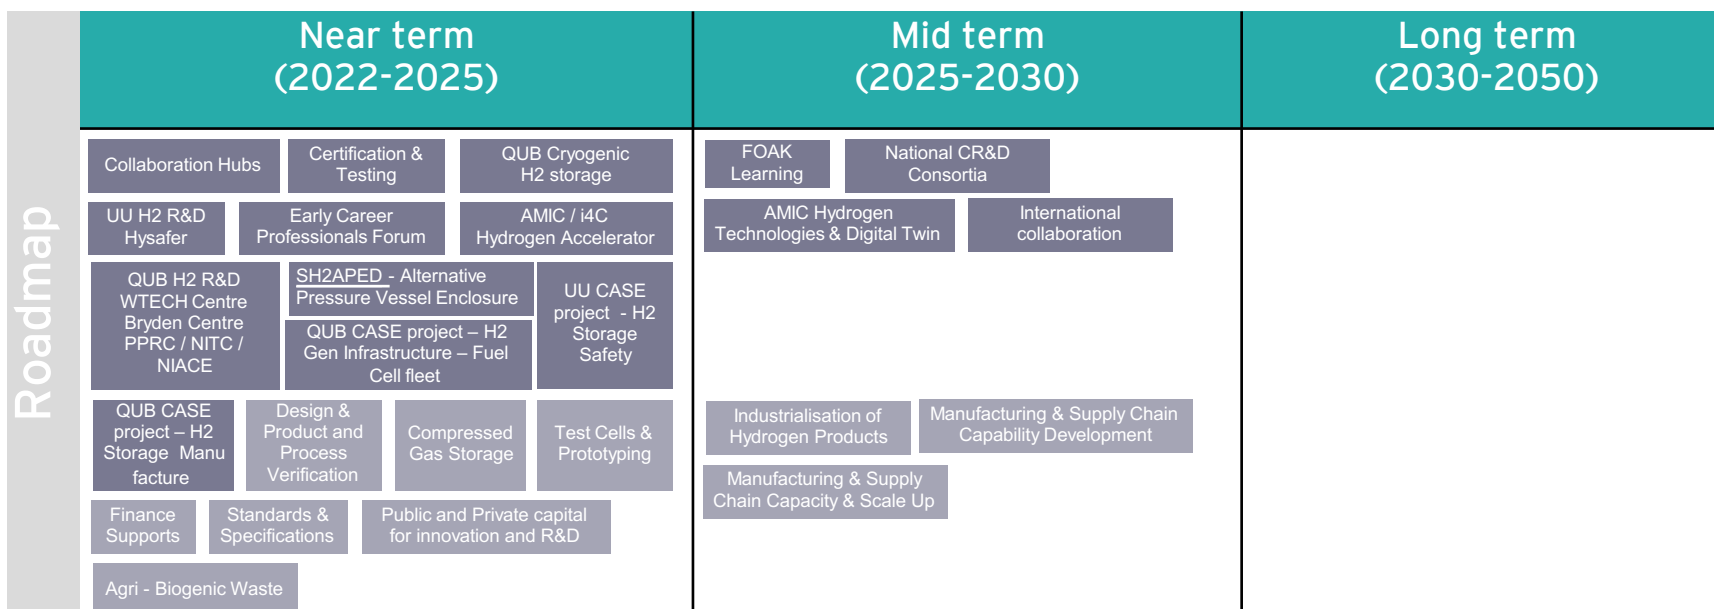 Roadmap
Near term
(2022-2025)
Mid term
(2025-2030)
Long term
(2030-2050)
Collaboration Hubs
Certification &
Testing
QUB Cryogenic
H2 storage
UU H2 R&D
Hysafer
Early Career
Professionals Forum
AMIC / i4C
Hydrogen Accelerator
QUB H2 R&D
WTECH Centre
Bryden Centre
PPRC / NITC /
NIACE
SH2APED - Alternative
Pressure Vessel Enclosure
QUB CASE project – H2
Gen Infrastructure – Fuel
Cell fleet
UU CASE
project - H2
Storage
Safety
QUB CASE
project – H2
Storage Manu
facture
Design &
Product and
Process
Verification
Compressed
Gas Storage
Test Cells &
Prototyping
Finance
Supports
Standards &
Specifications
Public and Private capital
for innovation and R&D
Agri - Biogenic Waste
FOAK
Learning
National CR&D
Consortia
AMIC Hydrogen
Technologies & Digital Twin
International
collaboration
Industrialisation of
Hydrogen Products
Manufacturing & Supply Chain
Capability Development
Manufacturing & Supply
Chain Capacity & Scale Up